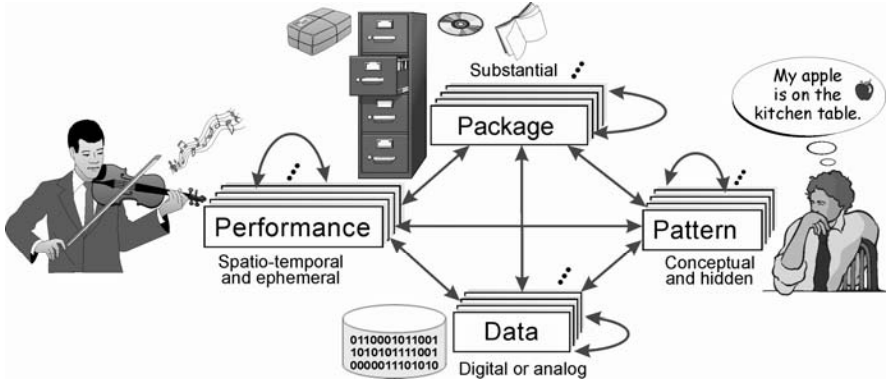 Substantial
Package
My apple
is on the
kitchen table.
Performance
Spatio-temporal
and ephemeral
Pattern
Conceptual
and hidden
Data
Digital or analog
0110001011001
1010101111001
0000011101010